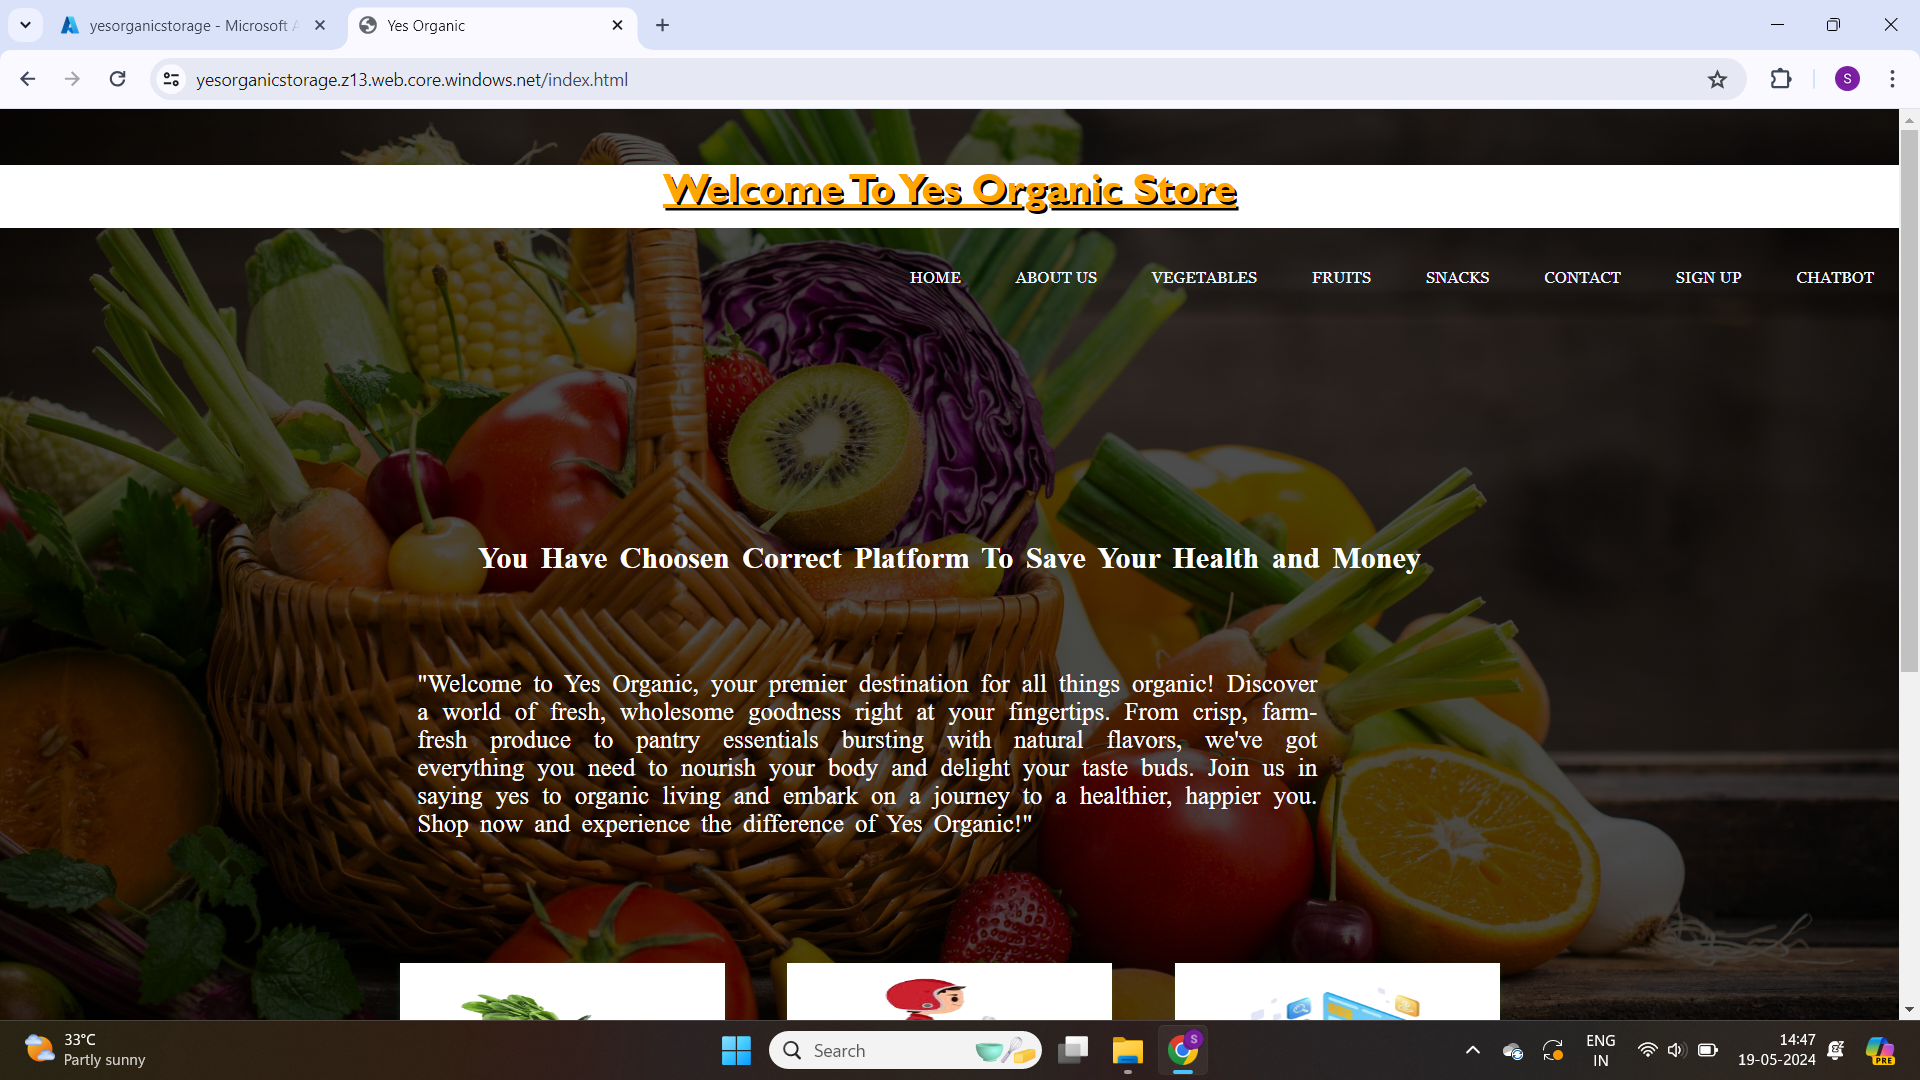 yesorganicstorage - Microsoft A
Yes Organic
yesorganicstorage.z13.web.core.windows.net/index.html
S
Welcome To Yes Organic Store
HOME ABOUT US VEGETABLES FRUITS SNACKS CONTACT SIGN UP CHATBOT
You Have Choosen Correct Platform To Save Your Health and Money
"Welcome to Yes Organic, your premier destination for all things organic! Discover
a world of fresh, wholesome goodness right at your fingertips. From crisp, farm-
fresh produce to pantry essentials bursting with natural flavors, we've got
everything you need to nourish your body and delight your taste buds. Join us in
saying yes to organic living and embark on a journey to a healthier, happier you.
Shop now and experience the difference of Yes Organic!"
33°C
Partly sunny
Search
S
ENG
IN
14:47
19-05-2024
PRE